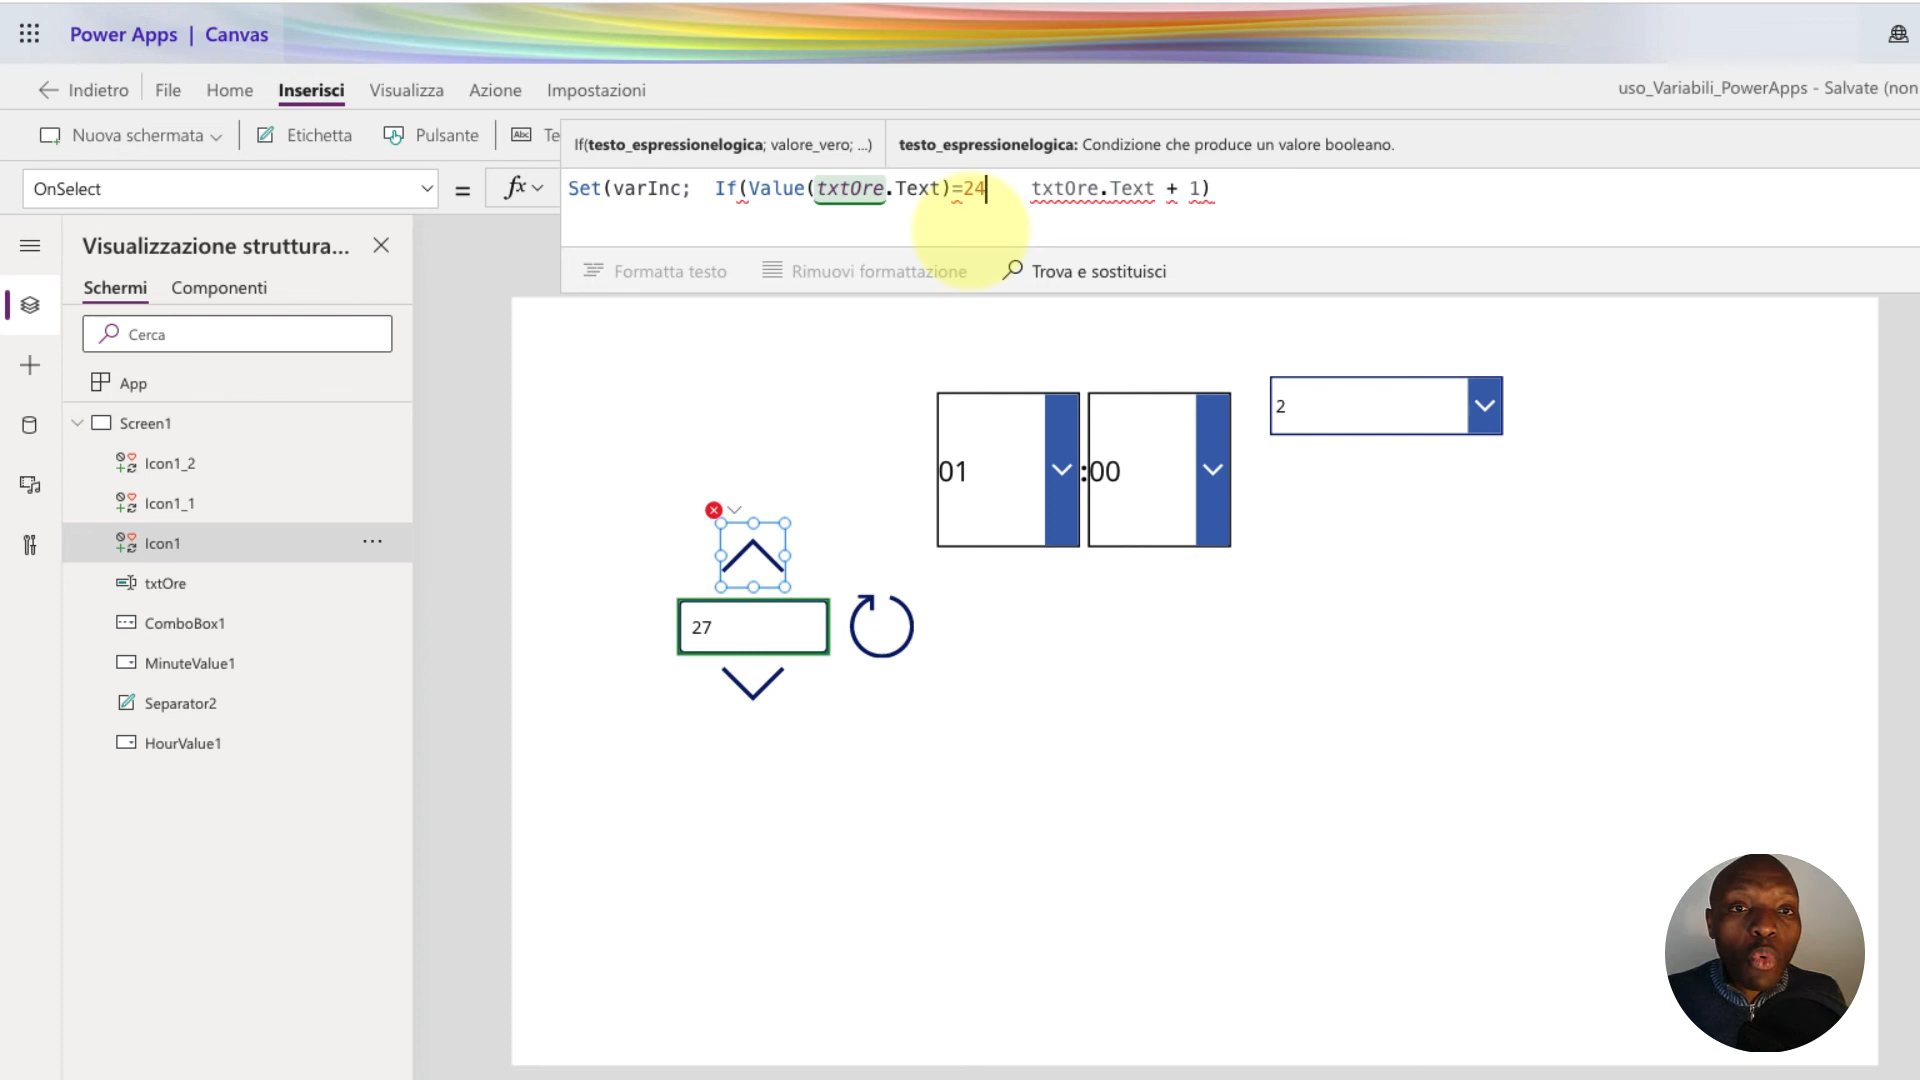 Power Apps | Canvas
Indietro File Home Inserisci Visualizza Azione Impostazioni
uso_Variabili_PowerApps - Salvate (non
Nuova schermata Etichetta Pulsante Abc Te
If(testo_espressionelogica; valore_vero; ...) testo_espressionelogica: Condizione che produce un valore booleano.
OnSelect = fx Set(varInc; If(Value(txtOre.Text)=24 txtOre.Text + 1)
Formatta testo Rimuovi formattazione Trova e sostituisci
Visualizzazione struttura...
Schermi Componenti
Cerca
App
Screen1
Icon1_2
Icon1_1
Icon1 ...
txtOre
ComboBox1
MinuteValue1
Separator2
HourValue1
2
01 :00
27